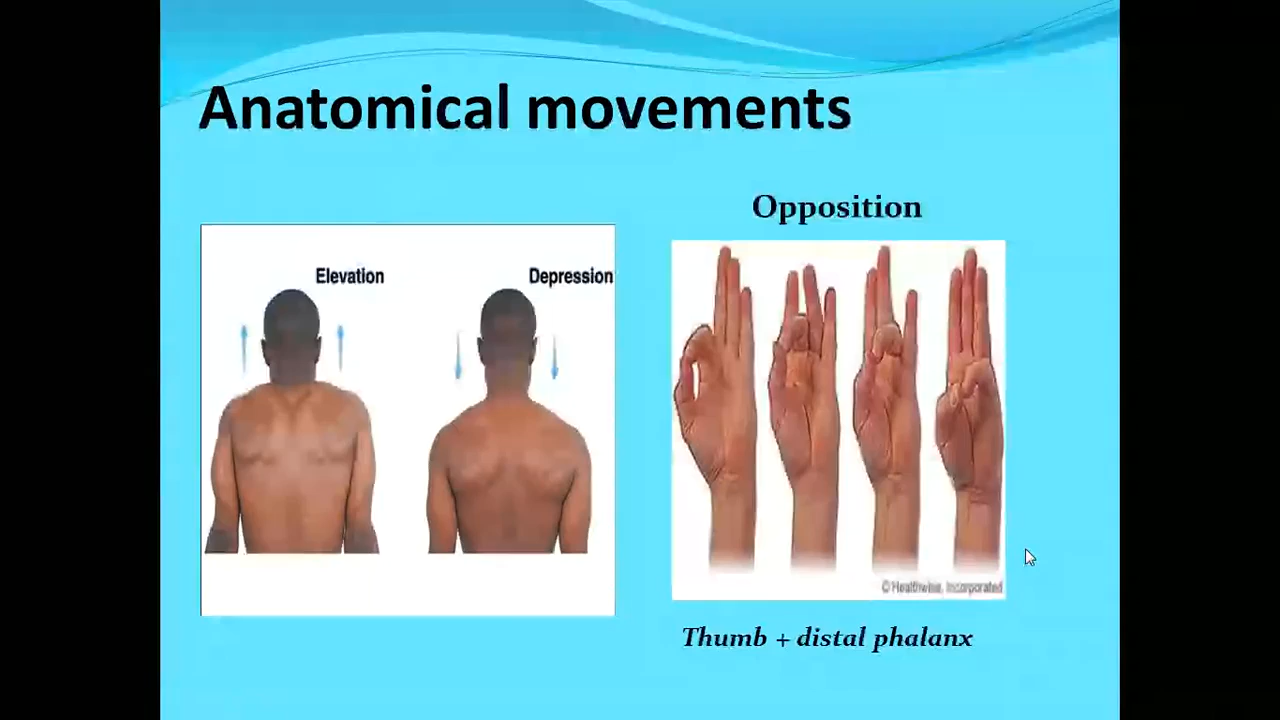 Anatomical movements
Opposition
Elevation
Depression
© Healthwise, Incorporated
Thumb + distal phalanx